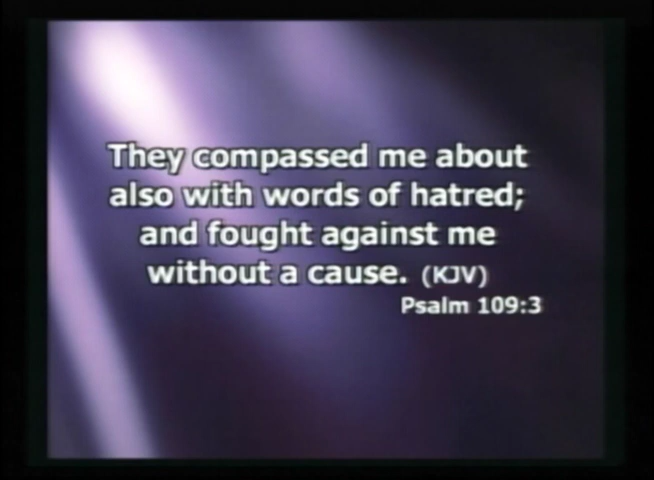 They compassed me about
also with words of hatred;
and fought against me
without a cause. (KJV)
Psalm 109:3